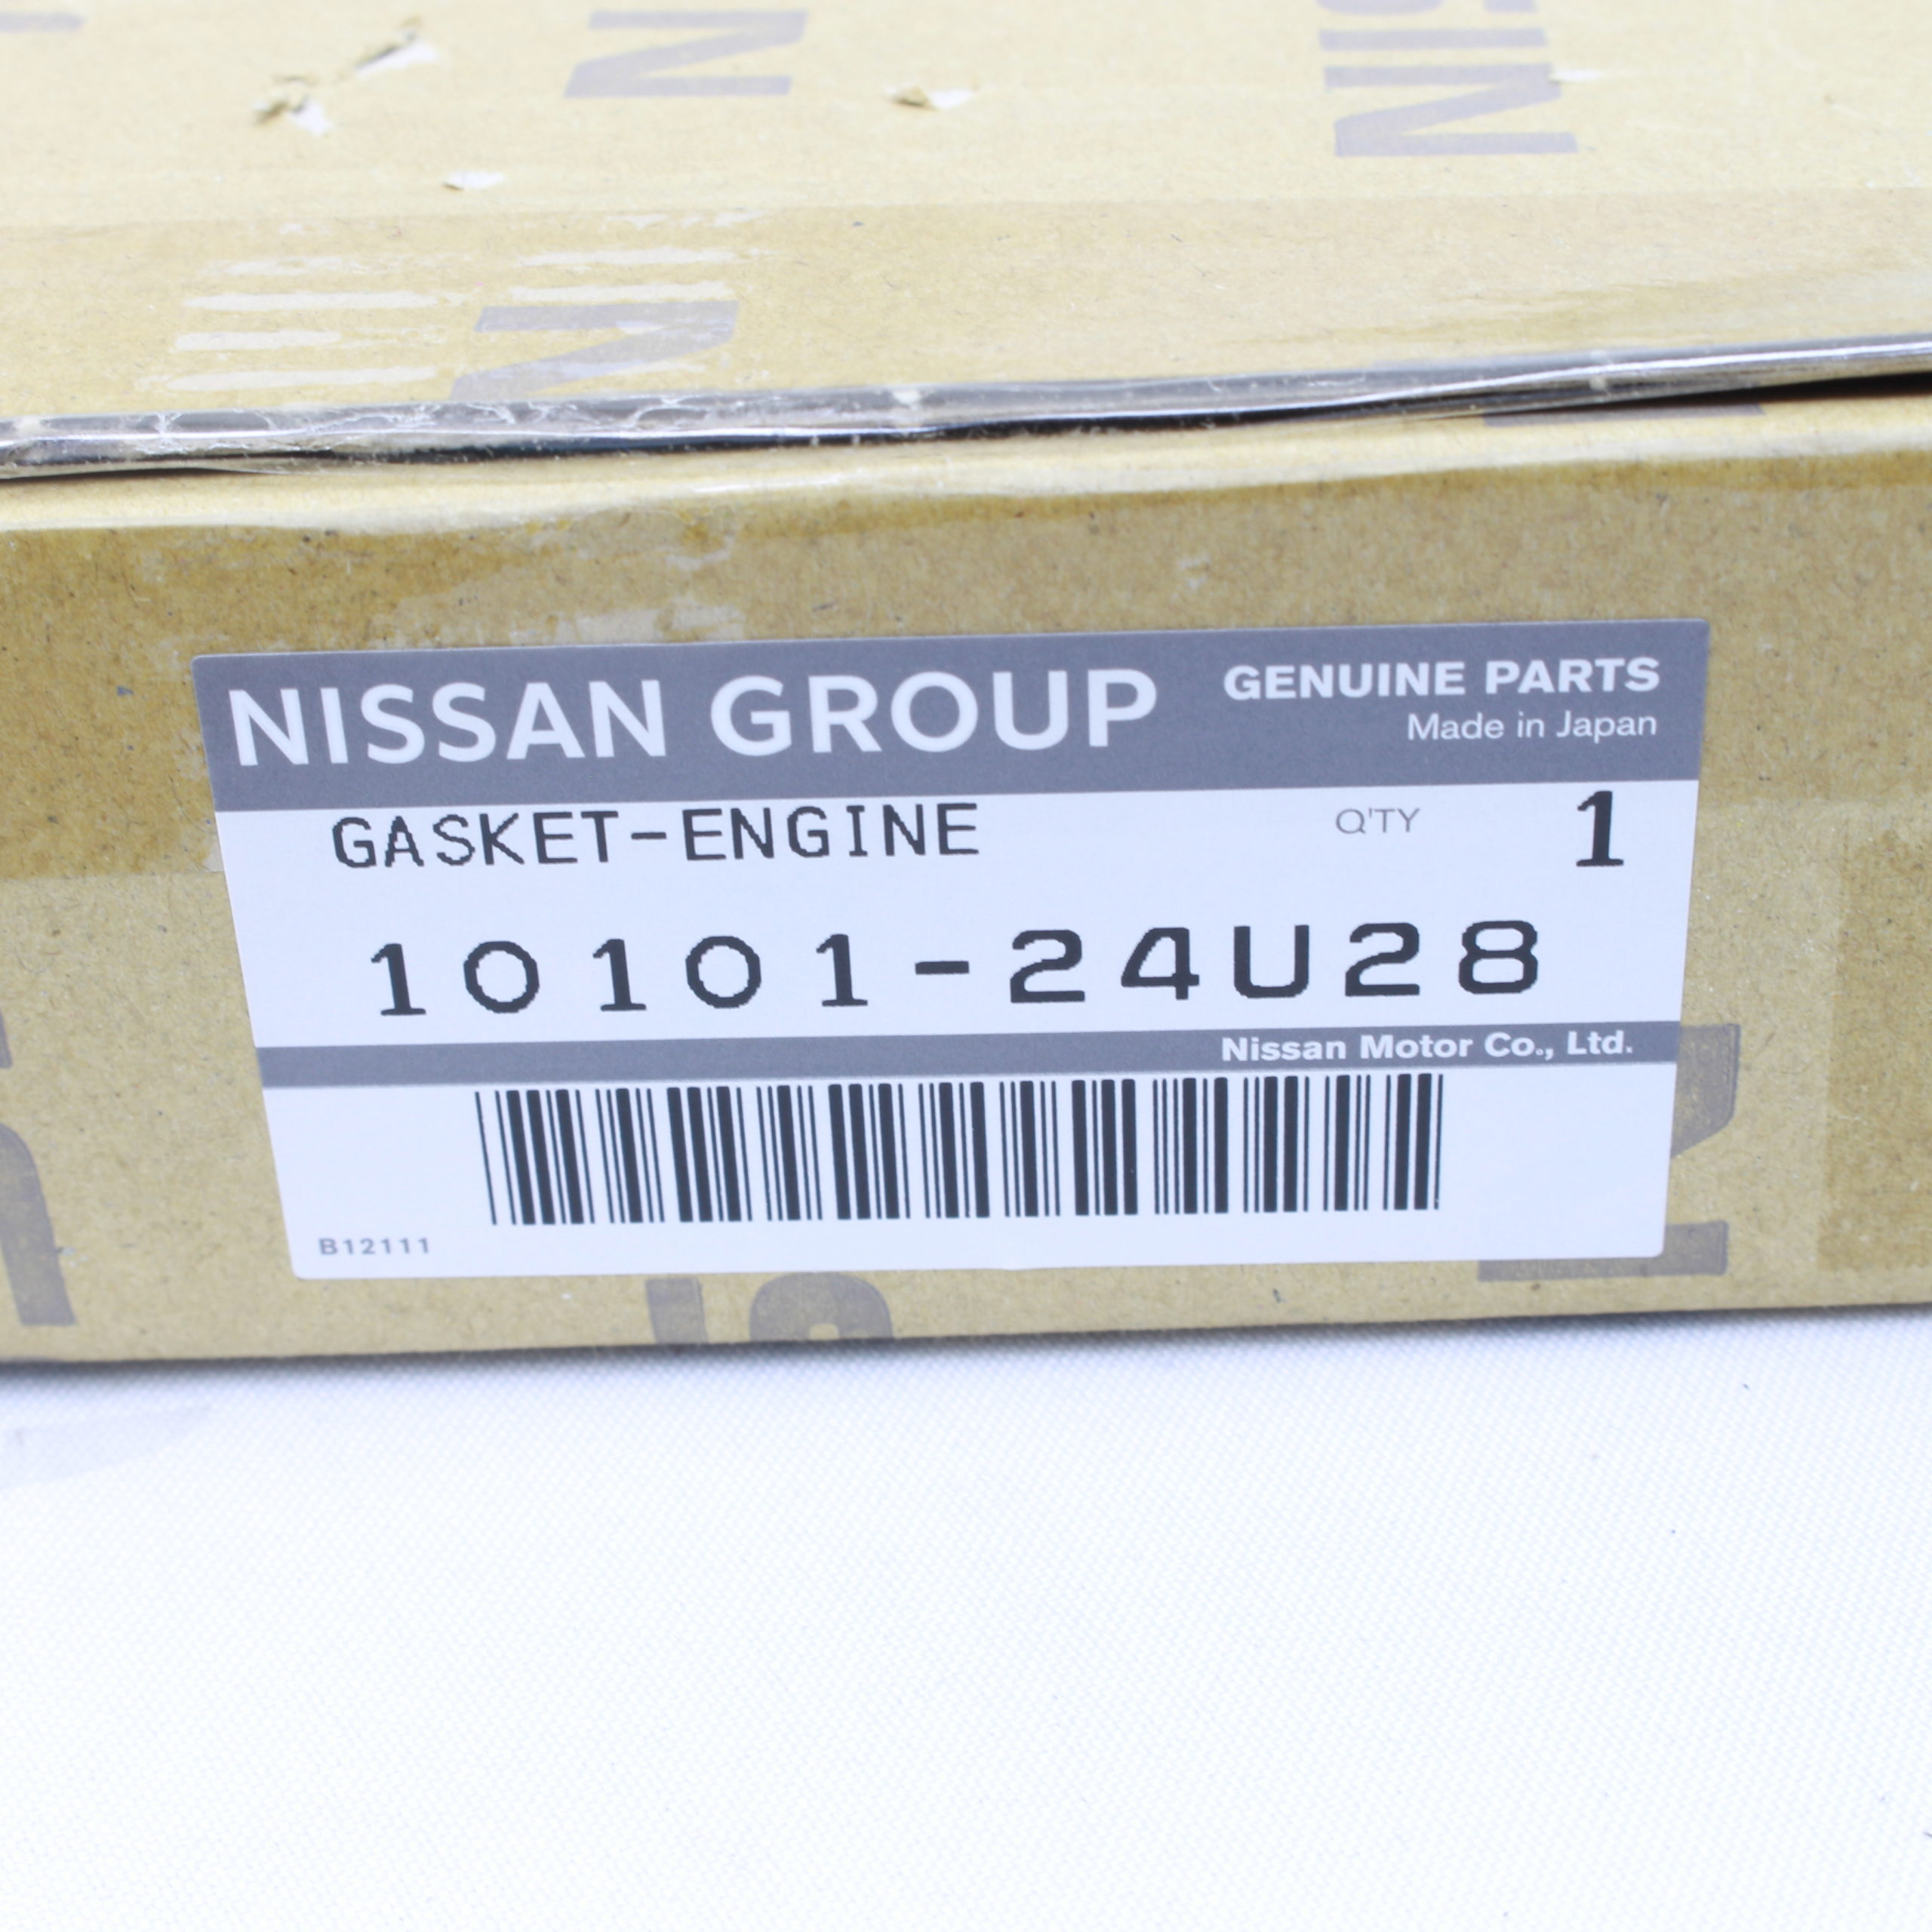 NISSAN GROUP
GENUINE PARTS
Made in Japan
GASKET-ENGINE
Q'TY 1
10101-24U28
Nissan Motor Co., Ltd.
B12111